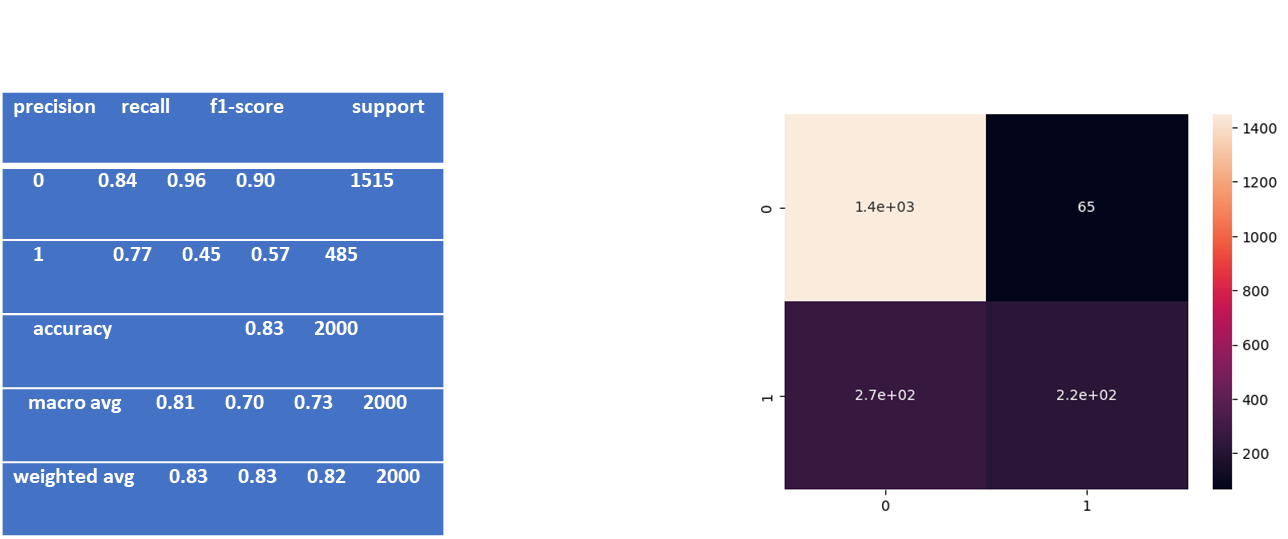 precision recall f1-score support
0 0.84 0.96 0.90 1515
1 0.77 0.45 0.57 485
accuracy 0.83 2000
macro avg 0.81 0.70 0.73 2000
weighted avg 0.83 0.83 0.82 2000
0 1.4e+03 65
1 2.7e+02 2.2e+02
0 1
1400
1200
1000
800
600
400
200